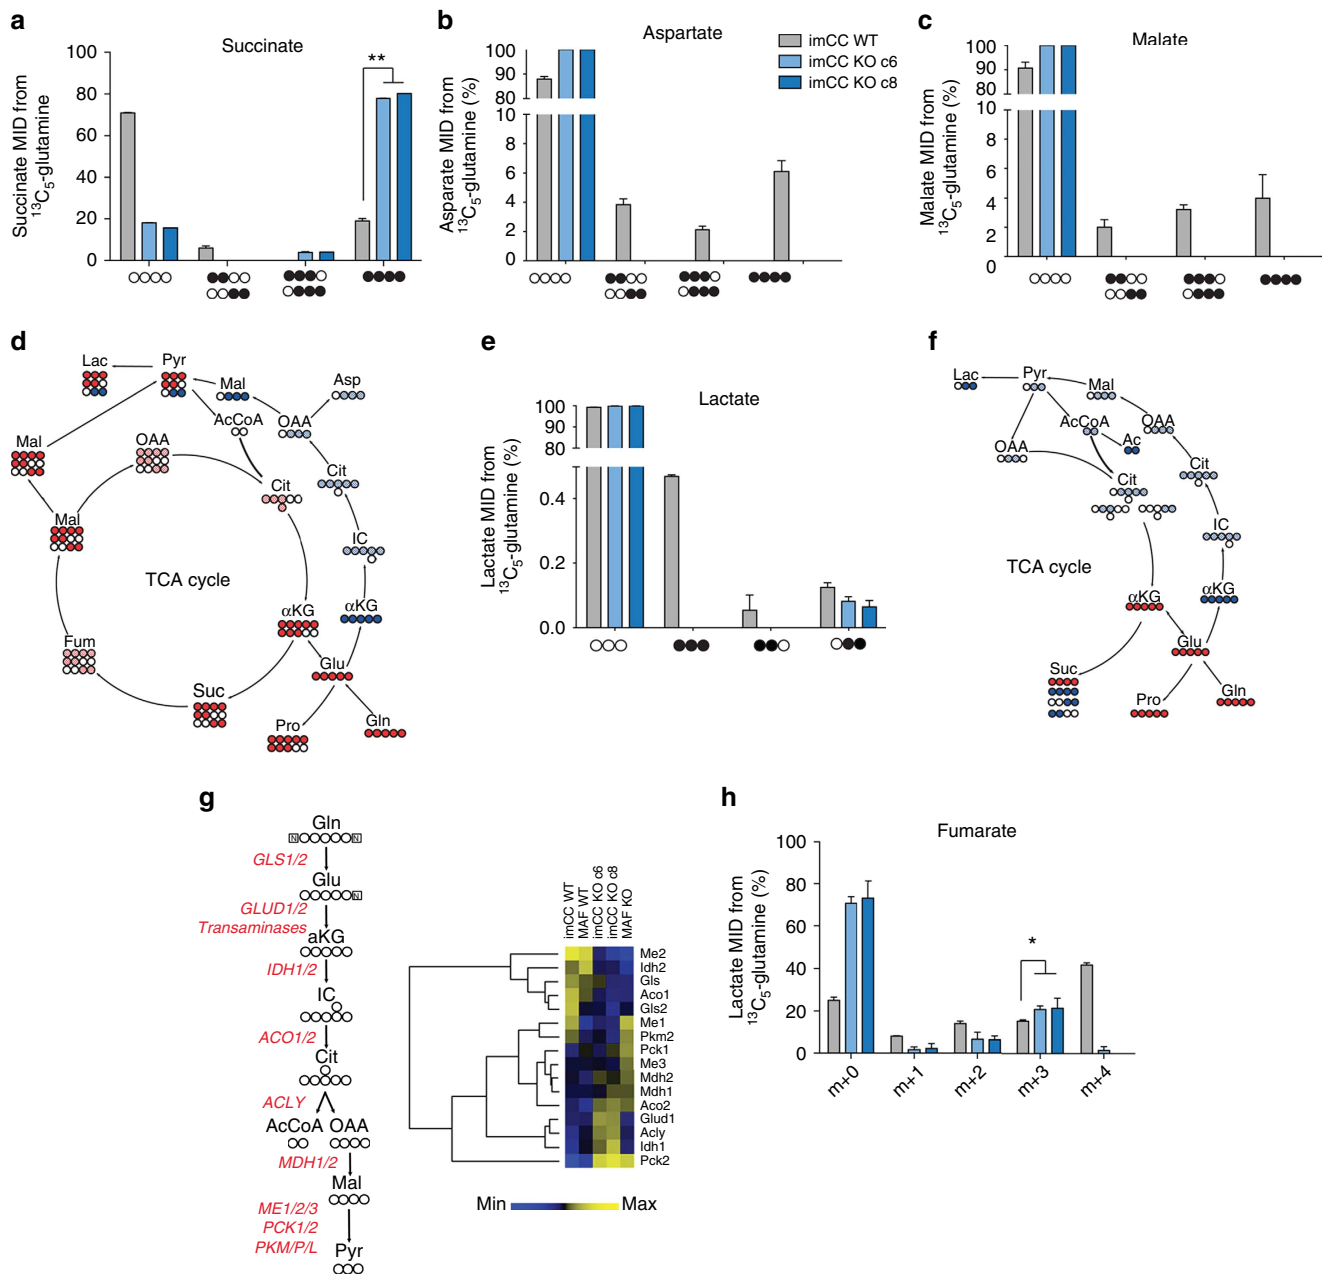 a
Succinate
Succinate MID from
13C5-glutamine
100
80
60
40
20
0
**
b
Aspartate
Asparate MID from
13C5-glutamine (%)
100
90
80
10
8
6
4
2
0
imCC WT
imCC KO c6
imCC KO c8
c
Malate
Malate MID from
13C5-glutamine (%)
100
90
80
10
8
6
4
2
0
d
Lac
Pyr
Mal
Asp
AcCoA
OAA
Mal
OAA
Cit
Cit
Mal
IC
TCA cycle
αKG
αKG
Fum
Glu
Suc
Pro
Gln
e
Lactate
Lactate MID from
13C5-glutamine (%)
100
90
80
0.4
0.2
0.0
f
Lac
Pyr
Mal
AcCoA
OAA
Ac
OAA
Cit
Cit
IC
TCA cycle
αKG
αKG
Glu
Suc
Pro
Gln
g
Gln
N
N
GLS1/2
Glu
N
GLUD1/2
Transaminases
aKG
IDH1/2
IC
ACO1/2
Cit
ACLY
AcCoA
OAA
MDH1/2
Mal
ME1/2/3
PCK1/2
PKM/P/L
Pyr
imCC WT
MAF WT
imCC KO c6
imCC KO c8
MAF KO
Me2
Idh2
Gls
Aco1
Gls2
Me1
Pkm2
Pck1
Me3
Mdh2
Mdh1
Aco2
Glud1
Acly
Idh1
Pck2
Min
Max
h
Fumarate
Lactate MID from
13C5-glutamine (%)
100
80
60
40
20
0
*
m+0
m+1
m+2
m+3
m+4